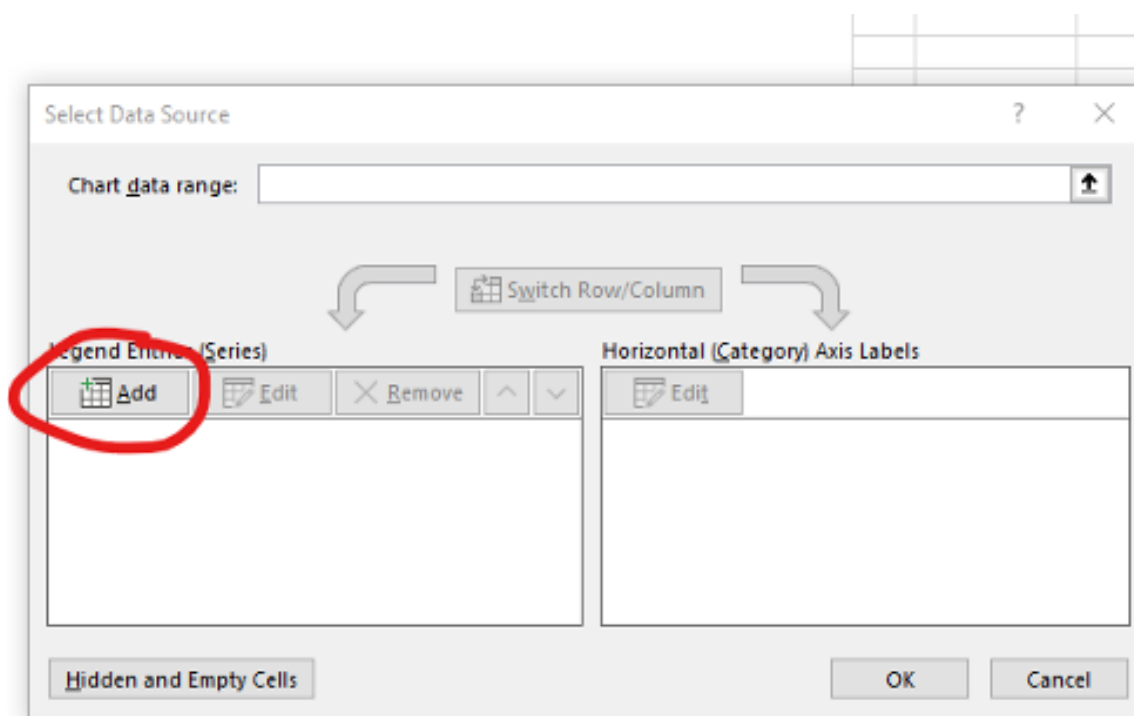 Select Data Source
?
Chart data range:
Switch Row/Column
Legend Entries (Series)
Horizontal (Category) Axis Labels
Add
Edit
Remove
Edit
Hidden and Empty Cells
OK
Cancel